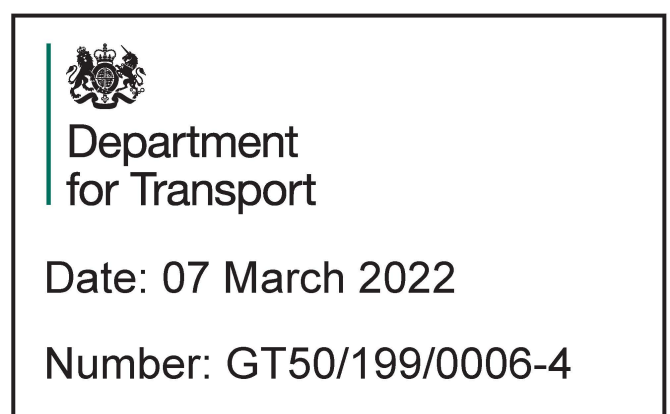 Department
for Transport
Date: 07 March 2022
Number: GT50/199/0006-4